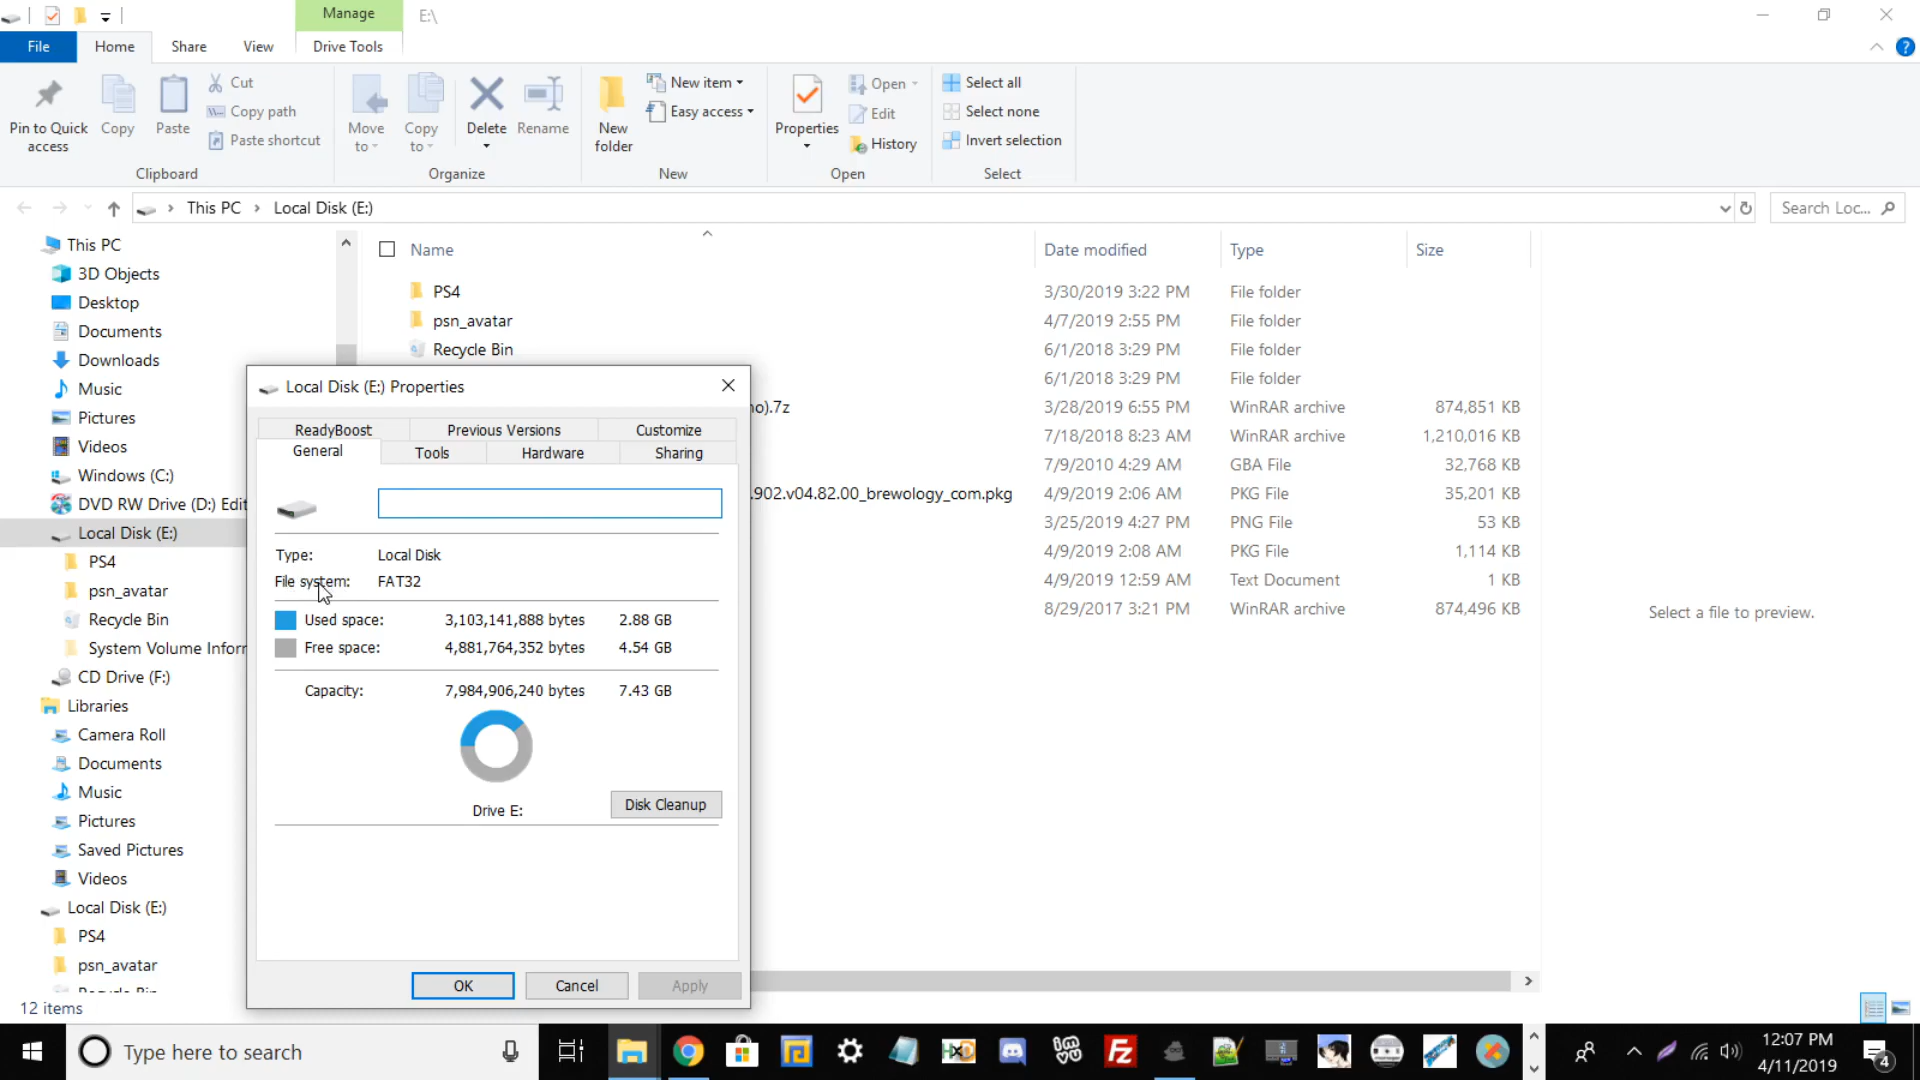 Manage
E:\
File
Home
Share
View
Drive Tools
Pin to Quick access
Copy
Paste
Cut
Copy path
Paste shortcut
Clipboard
Move to
Copy to
Delete
Rename
Organize
New folder
New item
Easy access
New
Properties
Open
Edit
History
Open
Select all
Select none
Invert selection
Select
This PC > Local Disk (E:)
Search Loc...
This PC
3D Objects
Desktop
Documents
Downloads
Music
Pictures
Videos
Windows (C:)
DVD RW Drive (D:) Edit
Local Disk (E:)
PS4
psn_avatar
Recycle Bin
System Volume Infor
CD Drive (F:)
Libraries
Camera Roll
Documents
Music
Pictures
Saved Pictures
Videos
Local Disk (E:)
PS4
psn_avatar
Name Date modified Type Size
PS4 3/30/2019 3:22 PM File folder
psn_avatar 4/7/2019 2:55 PM File folder
Recycle Bin 6/1/2018 3:29 PM File folder
6/1/2018 3:29 PM File folder
no).7z 3/28/2019 6:55 PM WinRAR archive 874,851 KB
7/18/2018 8:23 AM WinRAR archive 1,210,016 KB
7/9/2010 4:29 AM GBA File 32,768 KB
.902.v04.82.00_brewology_com.pkg 4/9/2019 2:06 AM PKG File 35,201 KB
3/25/2019 4:27 PM PNG File 53 KB
4/9/2019 2:08 AM PKG File 1,114 KB
4/9/2019 12:59 AM Text Document 1 KB
8/29/2017 3:21 PM WinRAR archive 874,496 KB
Select a file to preview.
Local Disk (E:) Properties
ReadyBoost Previous Versions Customize
General Tools Hardware Sharing
Type: Local Disk
File system: FAT32
Used space: 3,103,141,888 bytes 2.88 GB
Free space: 4,881,764,352 bytes 4.54 GB
Capacity: 7,984,906,240 bytes 7.43 GB
Drive E:
Disk Cleanup
OK Cancel Apply
12 items
Type here to search
12:07 PM
4/11/2019
4